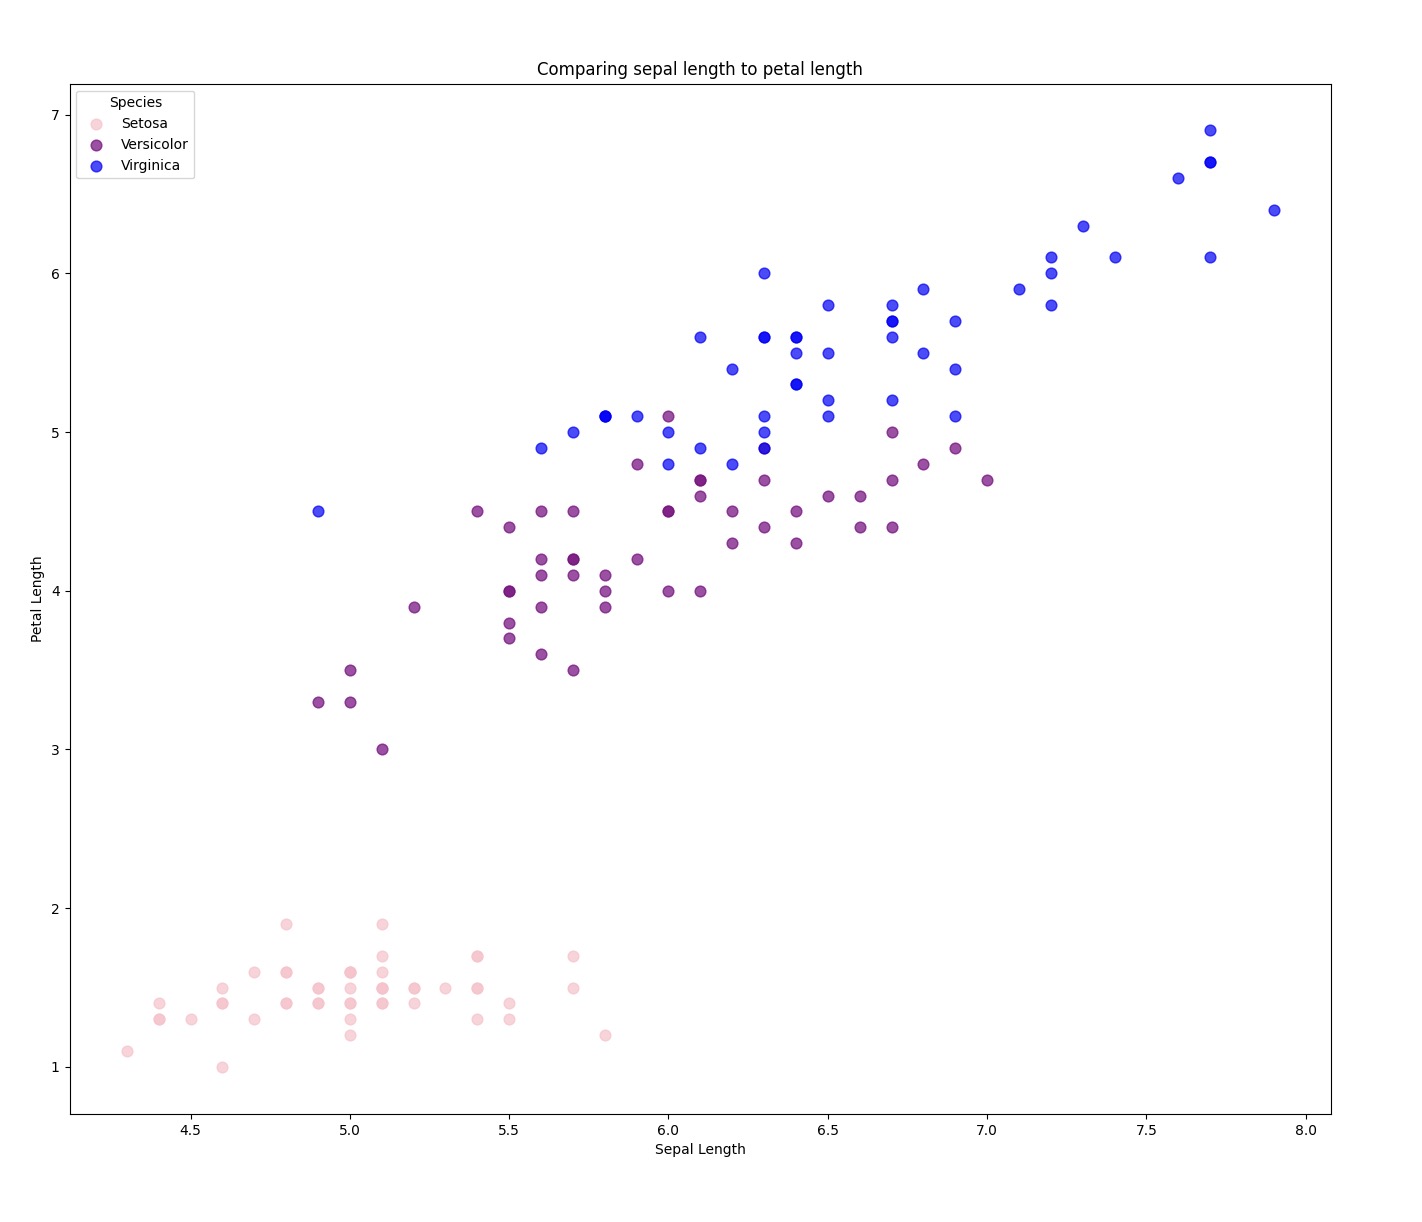 Comparing sepal length to petal length
Species
Setosa
Versicolor
Virginica
7
6
5
4
3
2
1
Petal Length
4.5 5.0 5.5 6.0 6.5 7.0 7.5 8.0
Sepal Length